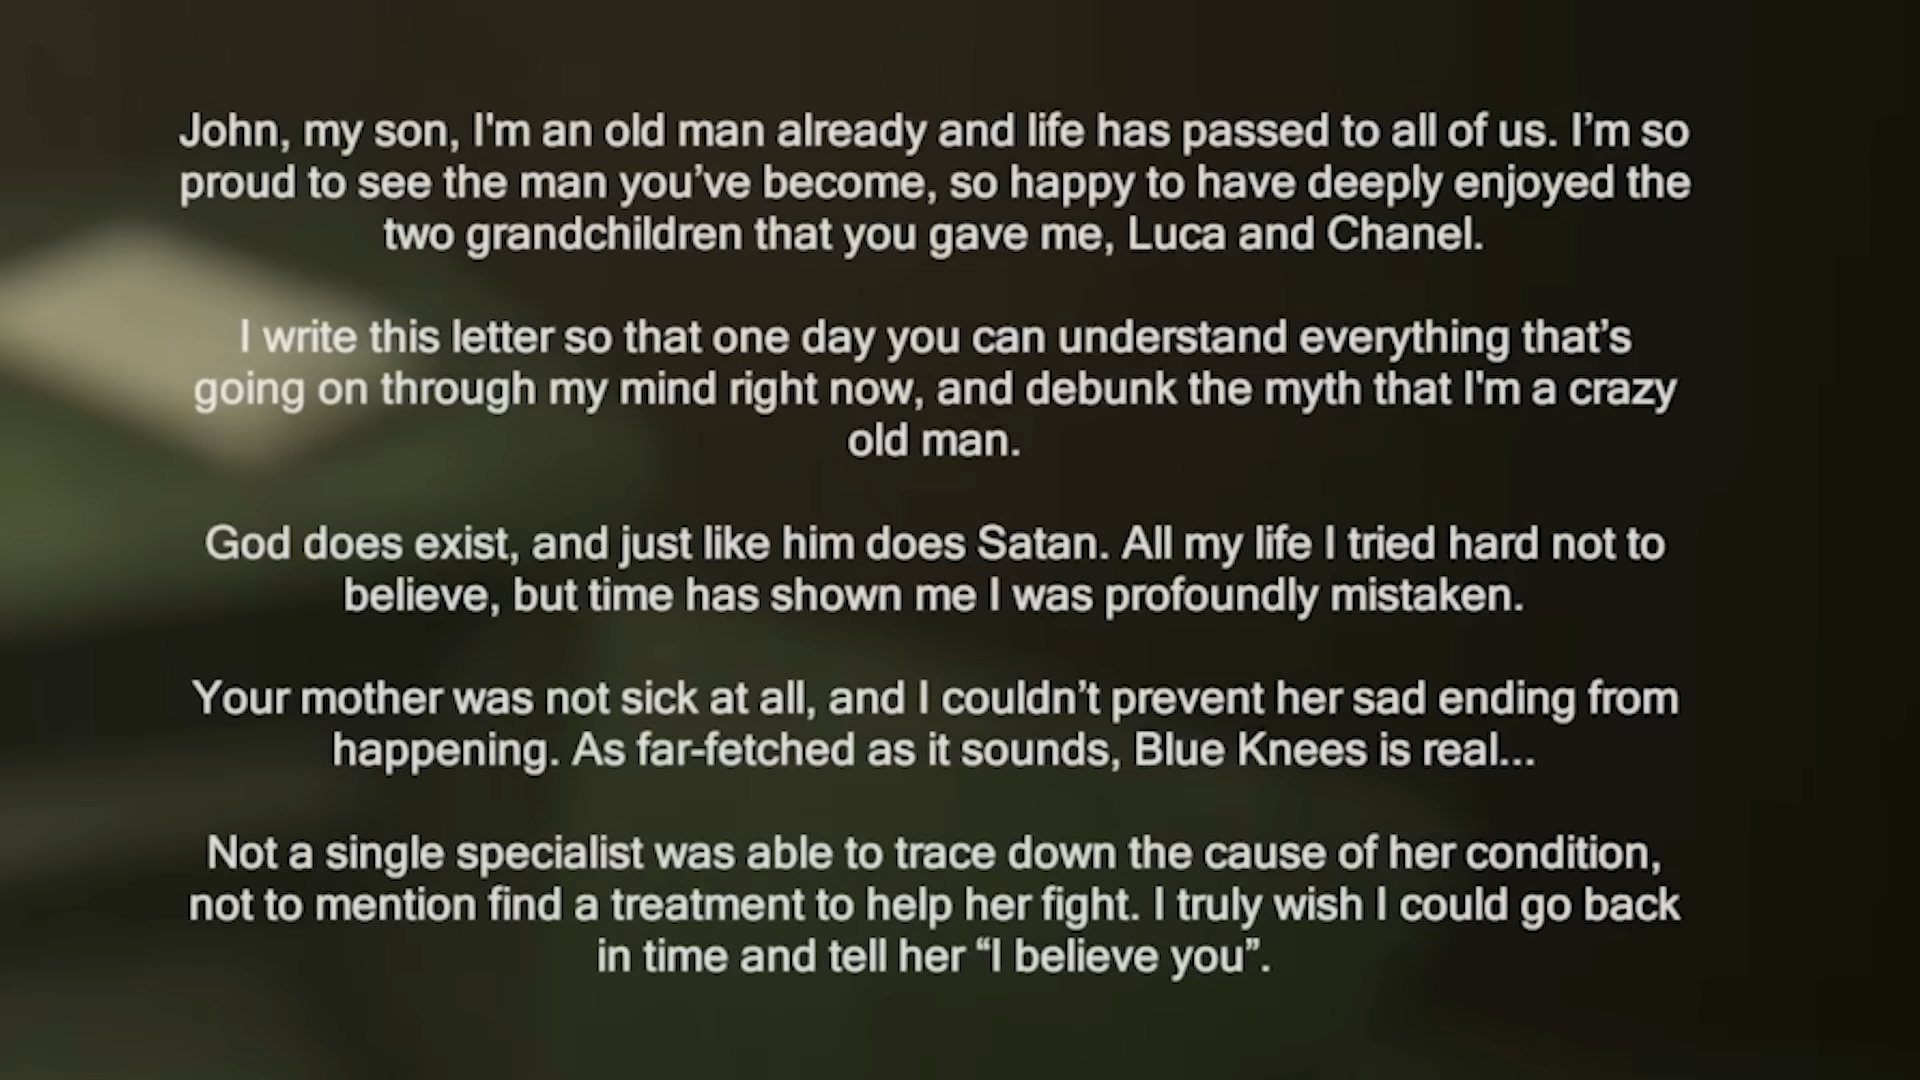 John, my son, I'm an old man already and life has passed to all of us. I’m so
proud to see the man you’ve become, so happy to have deeply enjoyed the
two grandchildren that you gave me, Luca and Chanel.
I write this letter so that one day you can understand everything that’s
going on through my mind right now, and debunk the myth that I'm a crazy
old man.
God does exist, and just like him does Satan. All my life I tried hard not to
believe, but time has shown me I was profoundly mistaken.
Your mother was not sick at all, and I couldn’t prevent her sad ending from
happening. As far-fetched as it sounds, Blue Knees is real...
Not a single specialist was able to trace down the cause of her condition,
not to mention find a treatment to help her fight. I truly wish I could go back
in time and tell her “I believe you”.